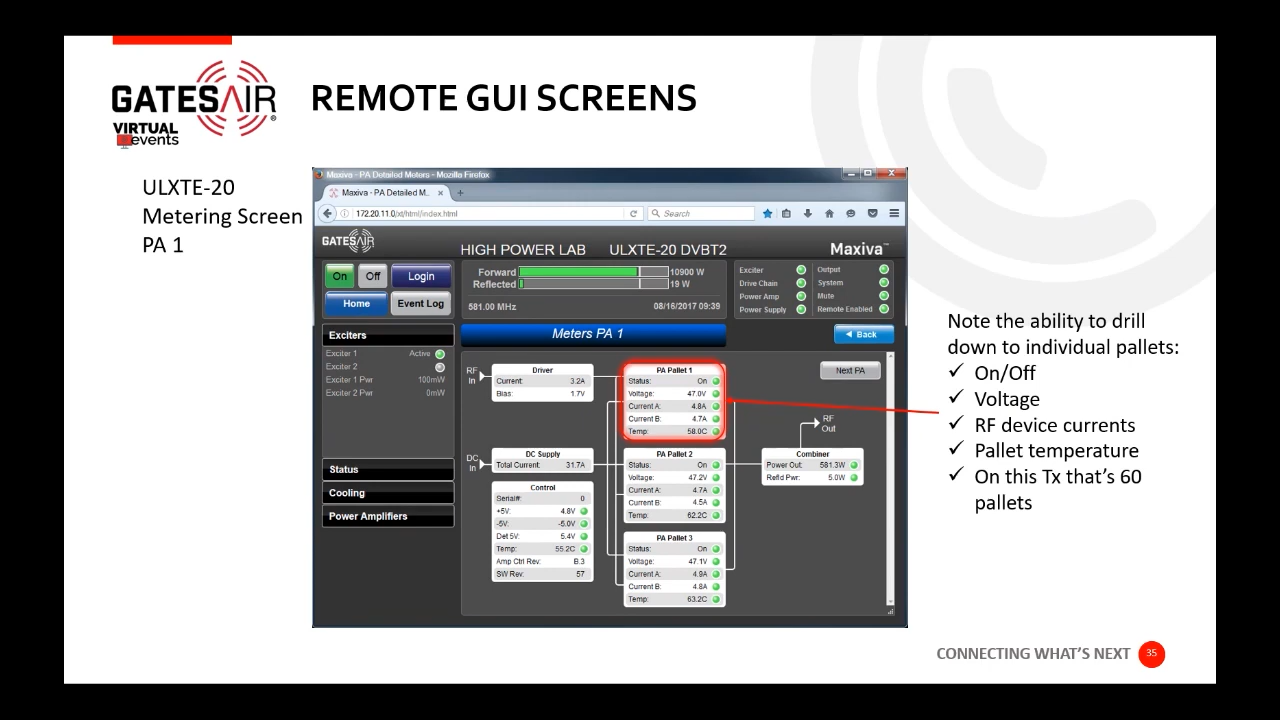 GATESAIR
VIRTUAL
events
REMOTE GUI SCREENS
ULXTE-20
Metering Screen
PA 1
Maxiva - PA Detailed Meters - Mozilla Firefox
Maxiva - PA Detailed M..
172.20.11.0/xt/html/index.html
Search
GATESAIR
HIGH POWER LAB ULXTE-20 DVBT2
Maxiva™
On Off Login
Home Event Log
Forward 10900 W
Reflected 19 W
581.00 MHz 08/16/2017 09:39
Exciter Output
Drive Chain System
Power Amp Mute
Power Supply Remote Enabled
Meters PA 1
Back
Exciters
Exciter 1 Active
Exciter 2
Exciter 1 Pwr 100mW
Exciter 2 Pwr 0mW
Status
Cooling
Power Amplifiers
RF
In
Driver
Current: 3.2A
Bias: 1.7V
DC
In
DC Supply
Total Current: 31.7A
Control
Serial#: 0
+5V: 4.8V
-5V: -5.0V
Det 5V: 5.4V
Temp: 55.2C
Amp Ctrl Rev: B.3
SW Rev: 57
PA Pallet 1
Status: On
Voltage: 47.0V
Current A: 4.8A
Current B: 4.7A
Temp: 58.0C
PA Pallet 2
Status: On
Voltage: 47.2V
Current A: 4.7A
Current B: 4.5A
Temp: 62.2C
PA Pallet 3
Status: On
Voltage: 47.1V
Current A: 4.9A
Current B: 4.8A
Temp: 63.2C
Next PA
RF
Out
Combiner
Power Out: 581.3W
Refld Pwr: 5.0W
Note the ability to drill
down to individual pallets:
✓ On/Off
✓ Voltage
✓ RF device currents
✓ Pallet temperature
✓ On this Tx that's 60
pallets
CONNECTING WHAT'S NEXT 35